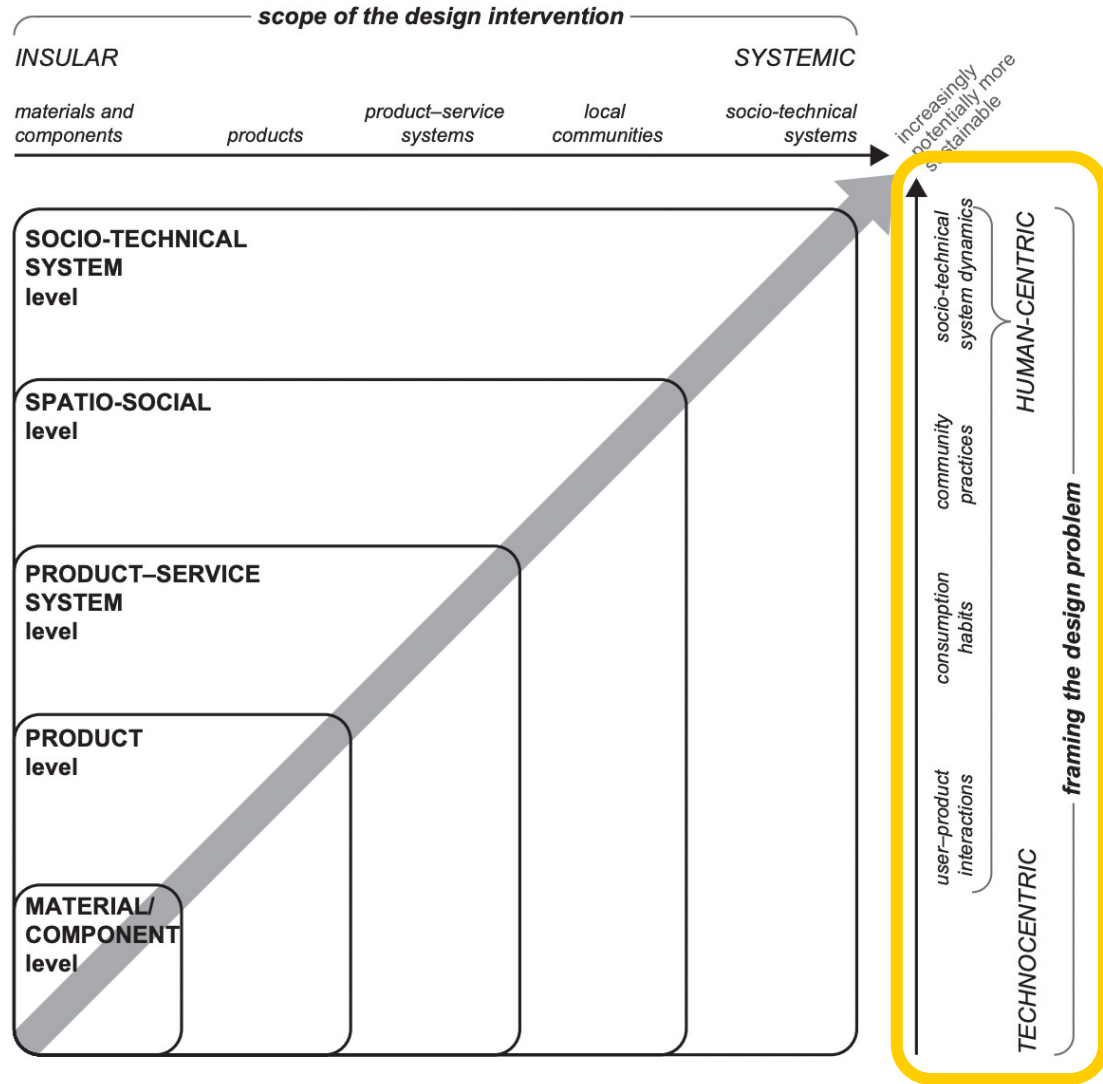 scope of the design intervention
INSULAR
SYSTEMIC
materials and
components
products
product–service
systems
local
communities
socio-technical
systems
increasingly
potentially more
sustainable
SOCIO-TECHNICAL
SYSTEM
level
SPATIO-SOCIAL
level
PRODUCT–SERVICE
SYSTEM
level
PRODUCT
level
MATERIAL/
COMPONENT
level
socio-technical
system dynamics
community
practices
consumption
habits
user–product
interactions
HUMAN-CENTRIC
TECHNOCENTRIC
framing the design problem